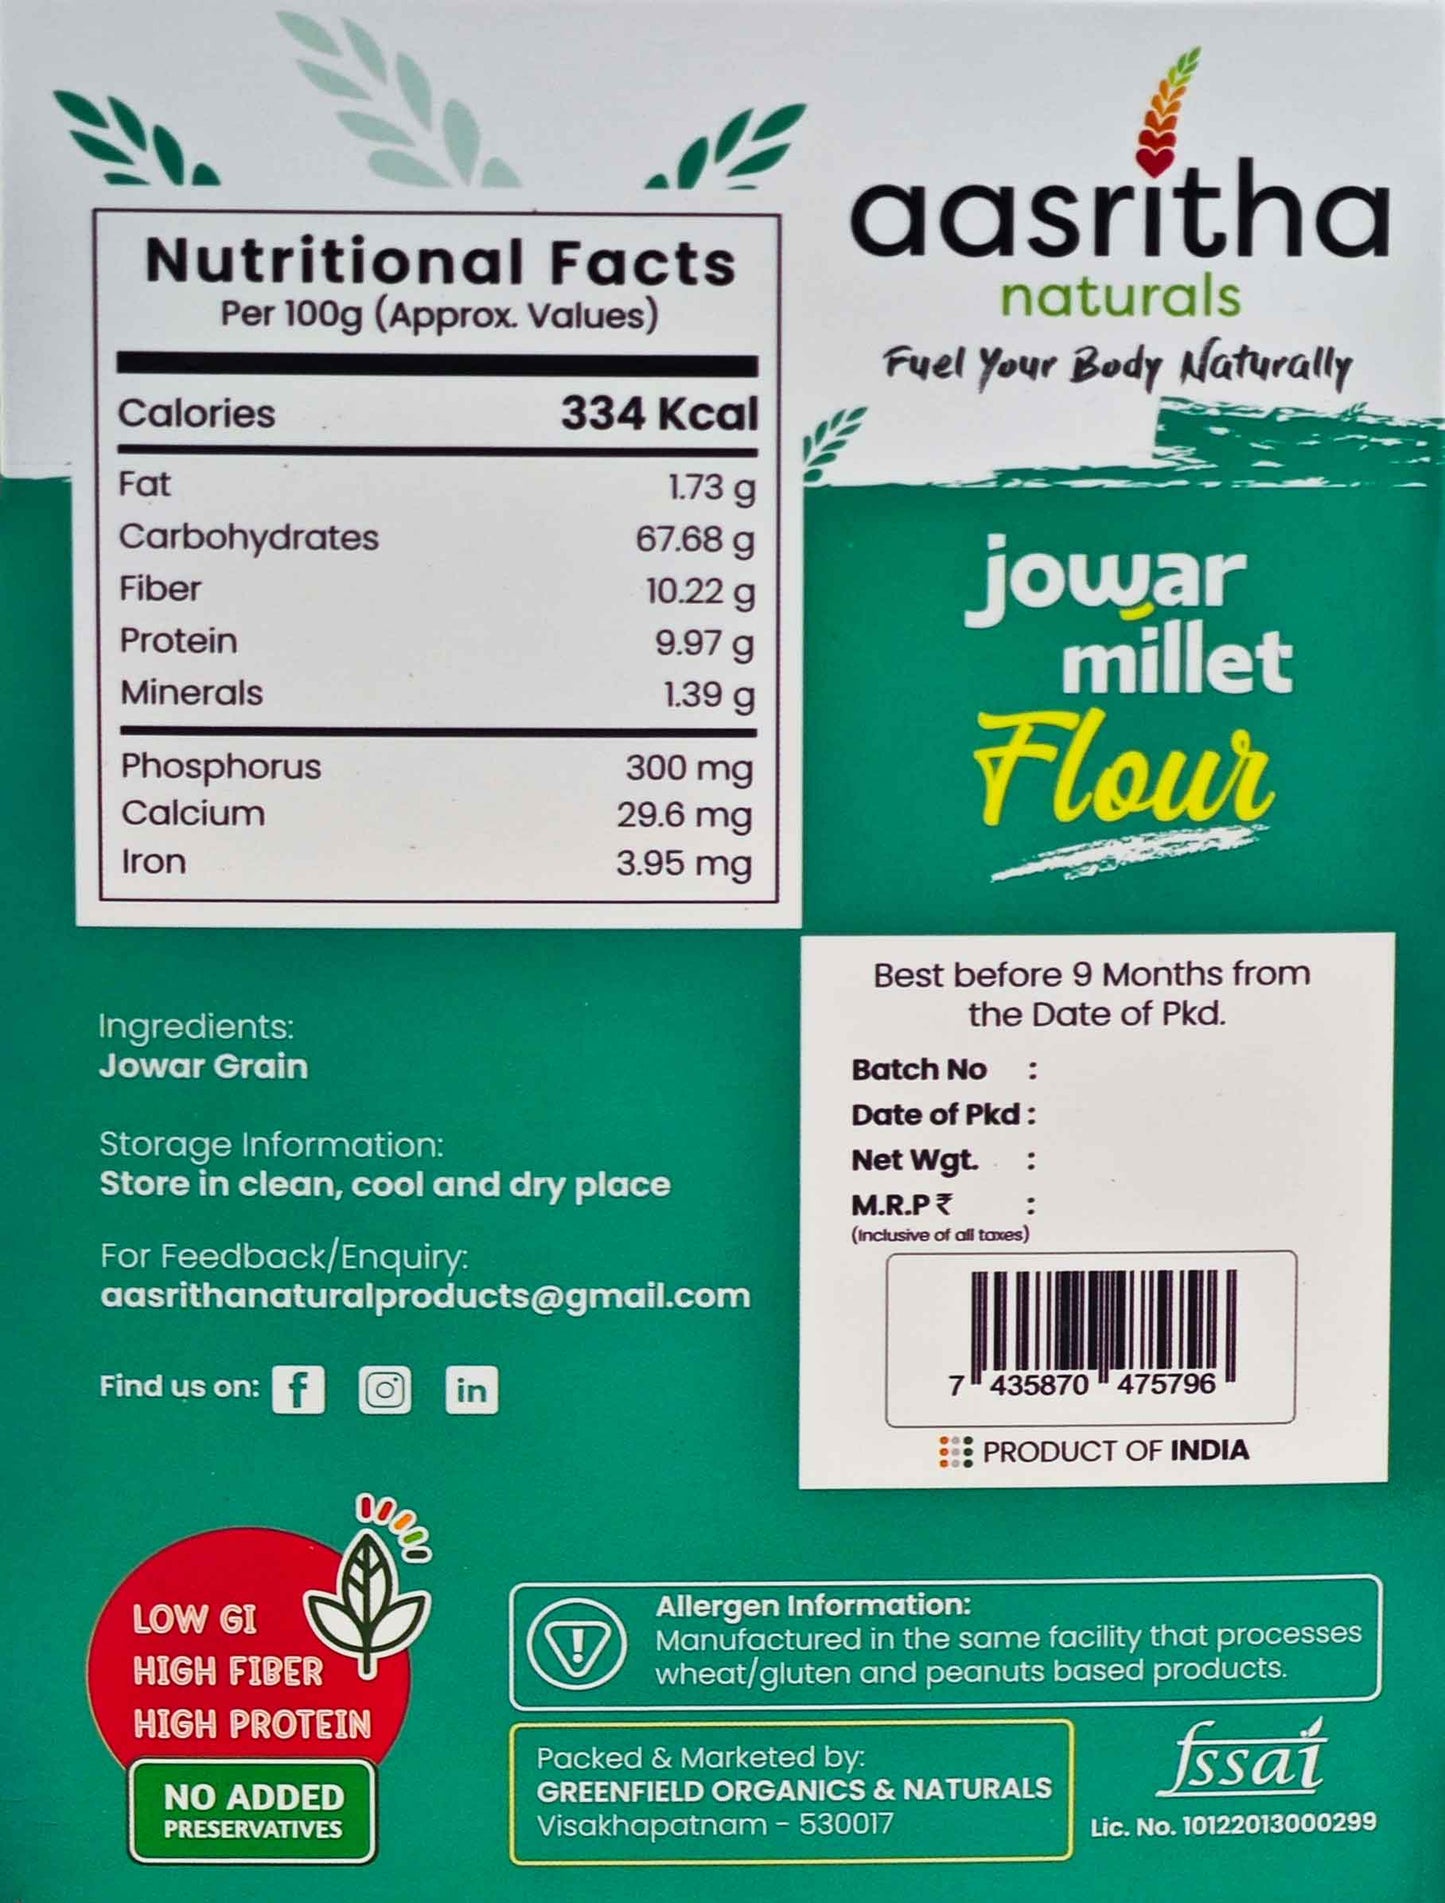 aasritha
naturals
Fuel Your Body Naturally
jowar
millet
Flour
Nutritional Facts
Per 100g (Approx. Values)
Calories 334 Kcal
Fat 1.73 g
Carbohydrates 67.68 g
Fiber 10.22 g
Protein 9.97 g
Minerals 1.39 g
Phosphorus 300 mg
Calcium 29.6 mg
Iron 3.95 mg
Ingredients:
Jowar Grain
Storage Information:
Store in clean, cool and dry place
For Feedback/Enquiry:
aasrithanaturalproducts@gmail.com
Find us on: f in
Best before 9 Months from
the Date of Pkd.
Batch No :
Date of Pkd :
Net Wgt. :
M.R.P ₹ :
(Inclusive of all taxes)
7 435870 475796
PRODUCT OF INDIA
LOW GI
HIGH FIBER
HIGH PROTEIN
NO ADDED
PRESERVATIVES
Allergen Information:
Manufactured in the same facility that processes
wheat/gluten and peanuts based products.
Packed & Marketed by:
GREENFIELD ORGANICS & NATURALS
Visakhapatnam - 530017
fssai
Lic. No. 10122013000299